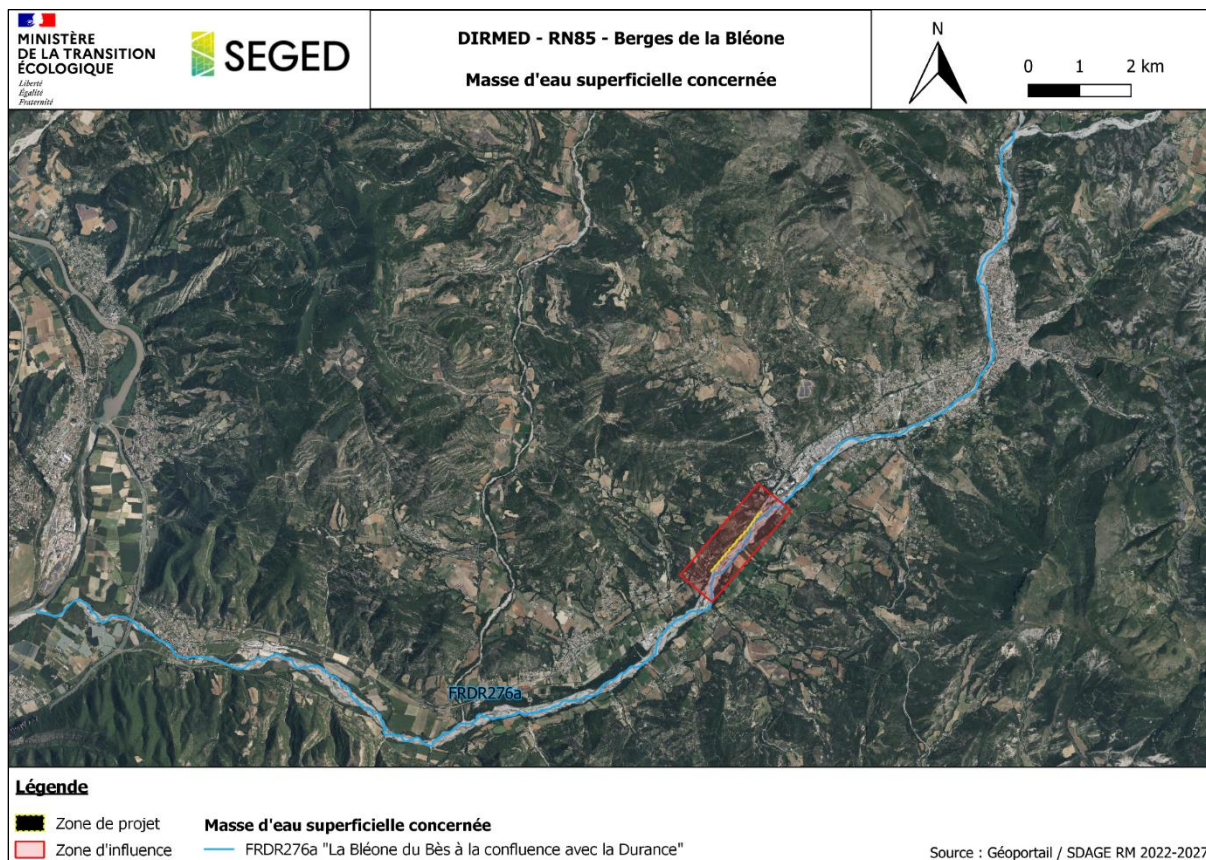 MINISTÈRE
DE LA TRANSITION
ÉCOLOGIQUE
Liberté
Égalité
Fraternité
SEGED
DIRMED - RN85 - Berges de la Bléone
Masse d'eau superficielle concernée
N
0 1 2 km
FRDR276a
Légende
Zone de projet
Zone d'influence
Masse d'eau superficielle concernée
FRDR276a "La Bléone du Bès à la confluence avec la Durance"
Source : Géoportail / SDAGE RM 2022-2027